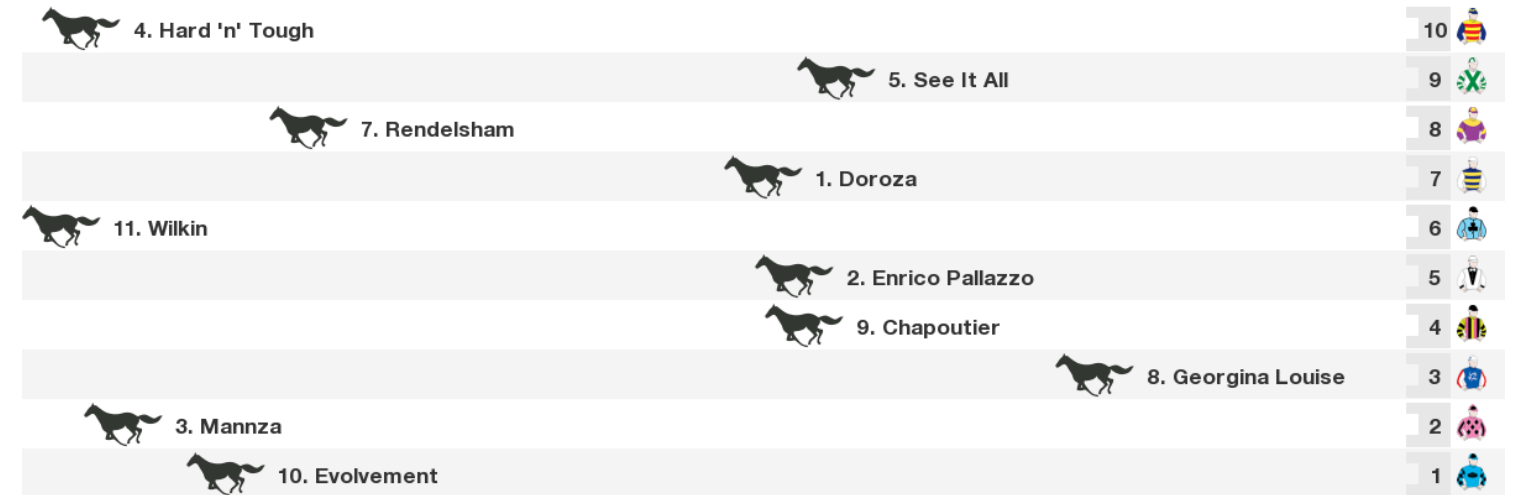 4. Hard 'n' Tough 10
5. See It All 9
7. Rendelsham 8
1. Doroza 7
11. Wilkin 6
2. Enrico Pallazzo 5
9. Chapoutier 4
8. Georgina Louise 3
3. Mannza 2
10. Evolvement 1